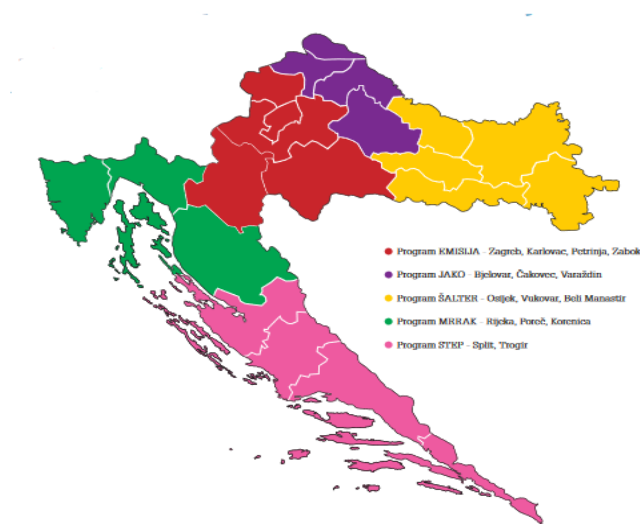 Program EMISIJA - Zagreb, Karlovac, Petrinja, Zabok
Program JAKO - Bjelovar, Čakovec, Varaždin
Program ŠALTER - Osijek, Vukovar, Beli Manastir
Program MRRAK - Rijeka, Poreč, Korenica
Program STEP - Split, Trogir